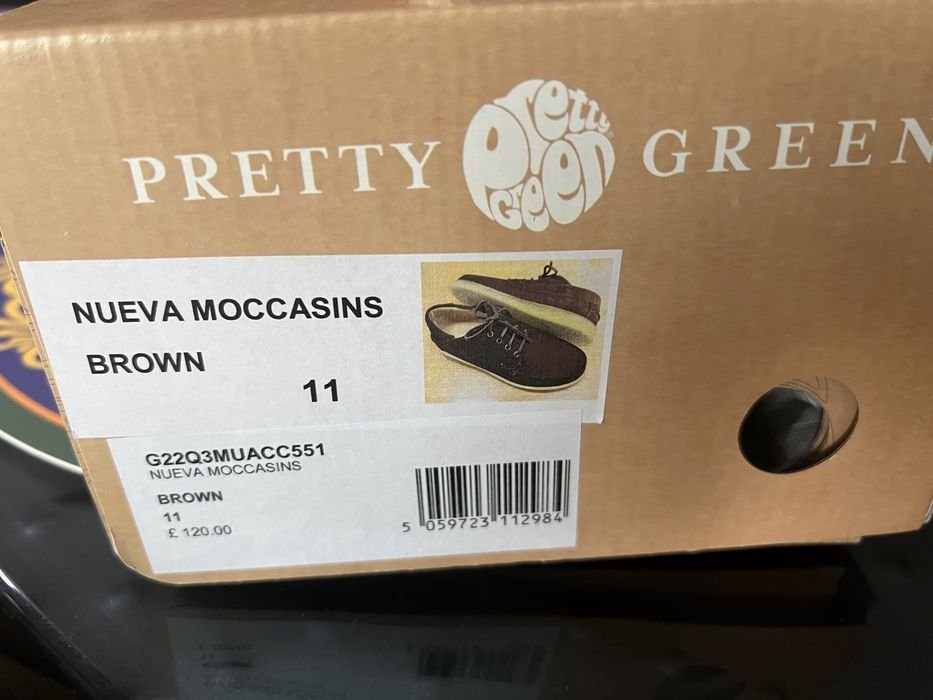 PRETTY Pretty Green GREEN
NUEVA MOCCASINS
BROWN
11
G22Q3MUACC551
NUEVA MOCCASINS
BROWN
11
£ 120.00
5 059723 112984